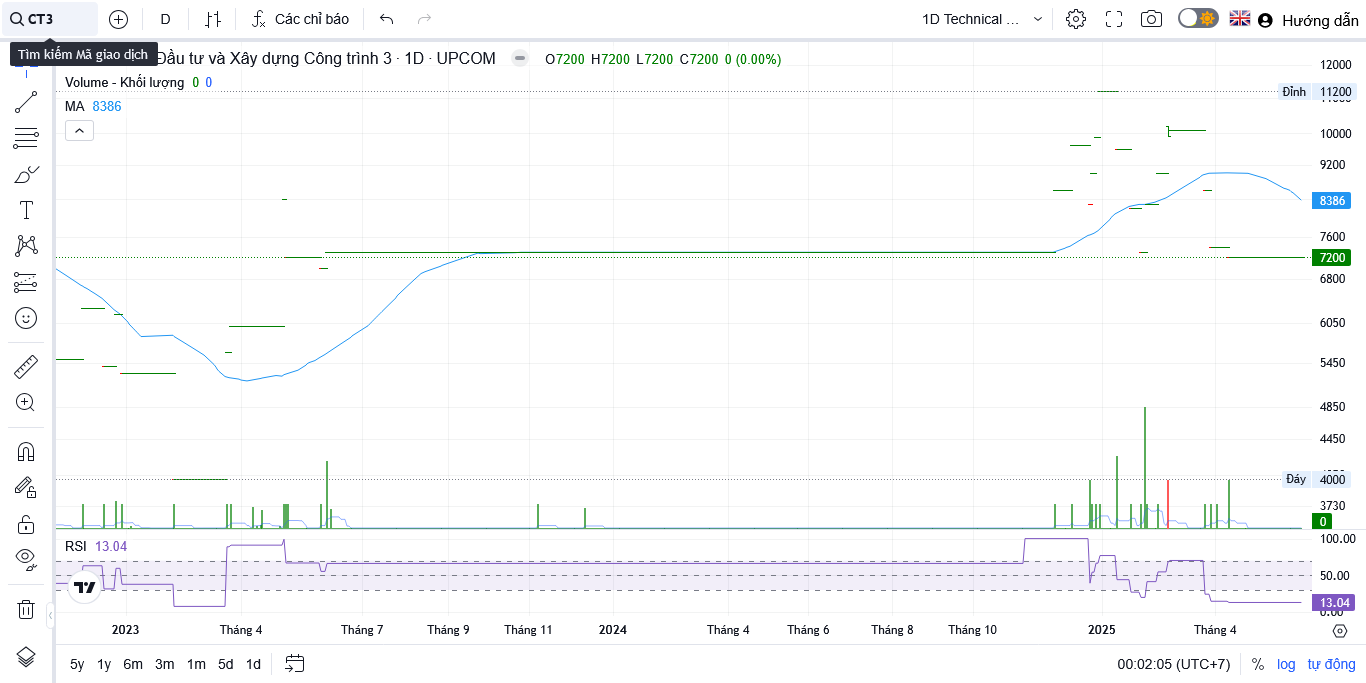 CT3
D
Các chỉ báo
1D Technical ...
Hướng dẫn
Tìm kiếm Mã giao dịch
Đầu tư và Xây dựng Công trình 3 · 1D · UPCOM
O7200 H7200 L7200 C7200 0 (0.00%)
Volume - Khối lượng 0 0
MA 8386
12000
Đỉnh 11200
10000
9200
8386
7600
7200
6800
6050
5450
4850
4450
Đáy 4000
3730
0
RSI 13.04
100.00
50.00
13.04
0.00
2023 Tháng 4 Tháng 7 Tháng 9 Tháng 11 2024 Tháng 4 Tháng 6 Tháng 8 Tháng 10 2025 Tháng 4
5y 1y 6m 3m 1m 5d 1d
00:02:05 (UTC+7) % log tự động